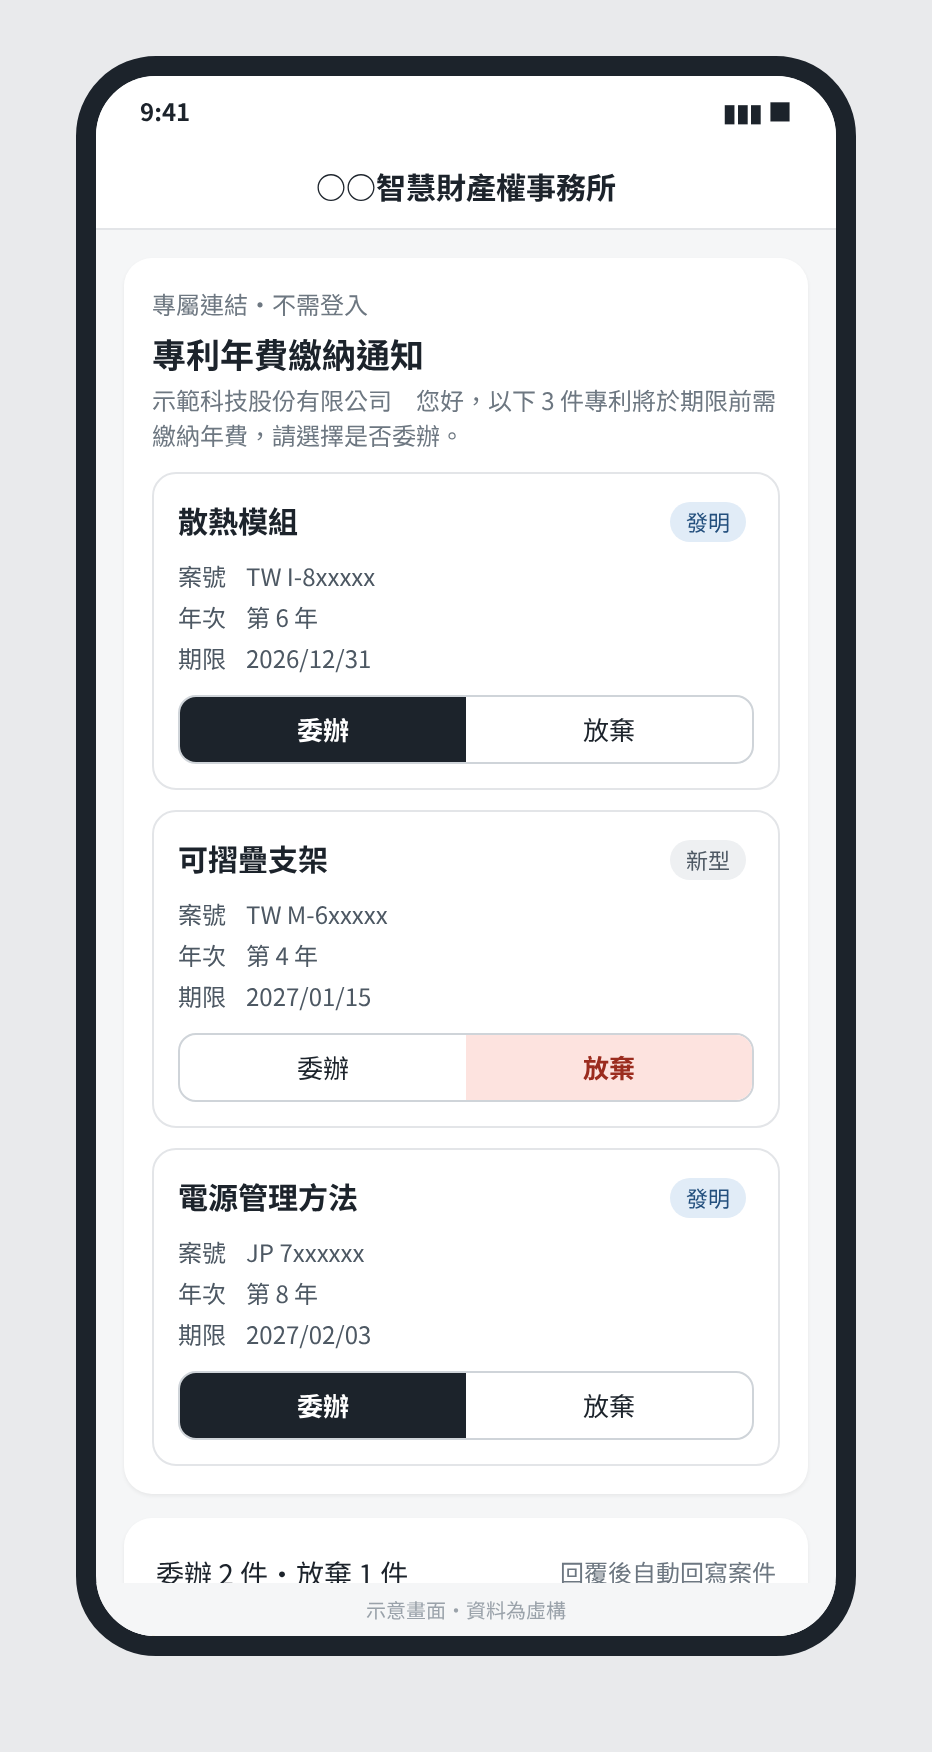 9:41
○○智慧財產權事務所
專屬連結・不需登入
專利年費繳納通知
示範科技股份有限公司　您好，以下 3 件專利將於期限前需
繳納年費，請選擇是否委辦。
散熱模組 發明
案號 TW I-8xxxxx
年次 第 6 年
期限 2026/12/31
委辦 放棄
可摺疊支架 新型
案號 TW M-6xxxxx
年次 第 4 年
期限 2027/01/15
委辦 放棄
電源管理方法 發明
案號 JP 7xxxxxx
年次 第 8 年
期限 2027/02/03
委辦 放棄
委辦 2 件・放棄 1 件 回覆後自動回寫案件
示意畫面・資料為虛構